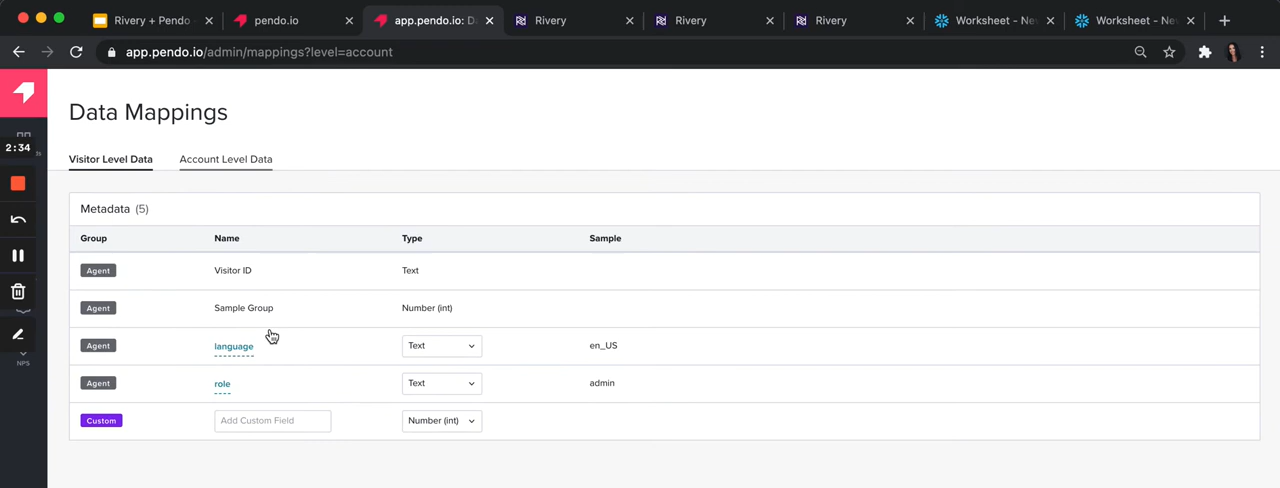 Rivery + Pendo
pendo.io
app.pendo.io: D
Rivery
Rivery
Rivery
Worksheet - Ne
Worksheet - Ne
app.pendo.io/admin/mappings?level=account
Data Mappings
2:34
Visitor Level Data Account Level Data
Metadata (5)
Group Name Type Sample
Agent Visitor ID Text
Agent Sample Group Number (int)
Agent language Text en_US
Agent role Text admin
NPS
Custom Add Custom Field Number (int)